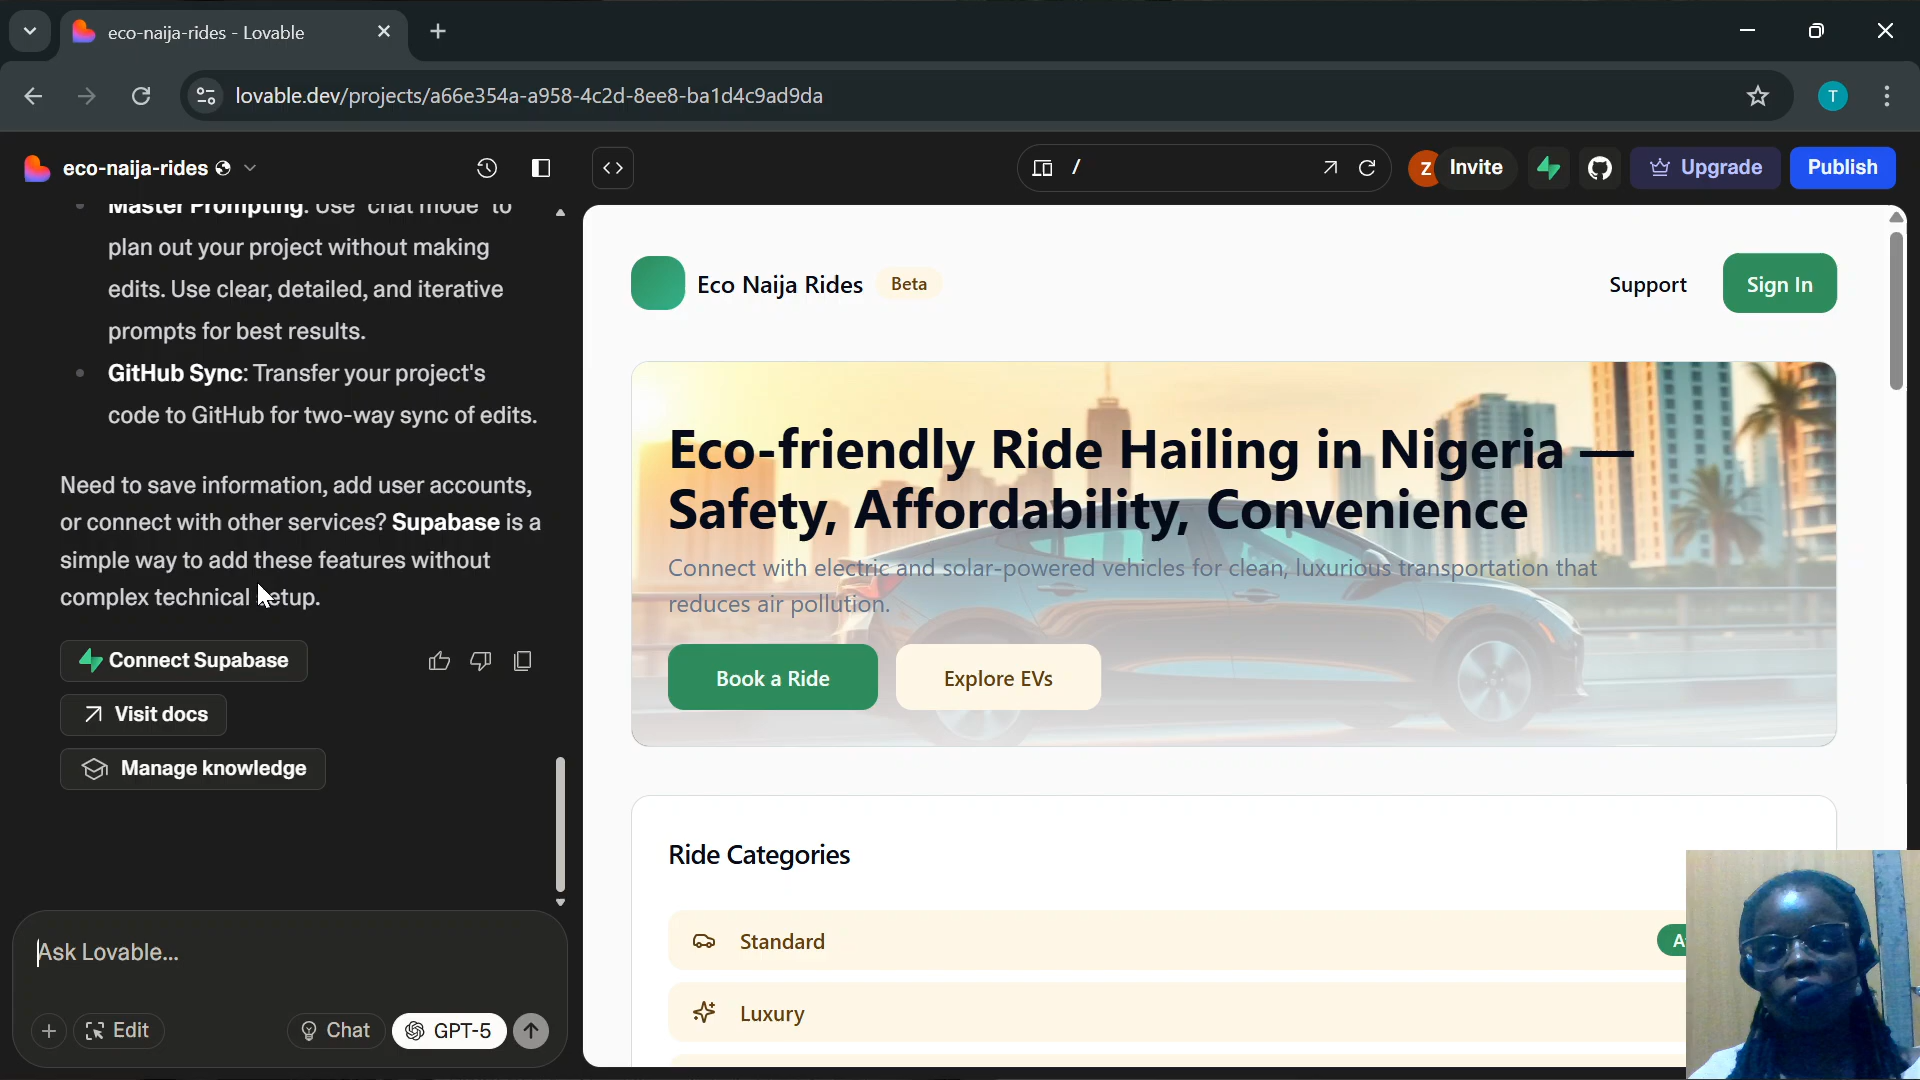 eco-naija-rides - Lovable
lovable.dev/projects/a66e354a-a958-4c2d-8ee8-ba1d4c9ad9da
T
eco-naija-rides
/
Z Invite
Upgrade
Publish
Master Prompting: Use "chat mode" to
plan out your project without making
edits. Use clear, detailed, and iterative
prompts for best results.
GitHub Sync: Transfer your project's
code to GitHub for two-way sync of edits.
Need to save information, add user accounts,
or connect with other services? Supabase is a
simple way to add these features without
complex technical setup.
Connect Supabase
Visit docs
Manage knowledge
Ask Lovable...
Edit
Chat
GPT-5
Eco Naija Rides
Beta
Support
Sign In
Eco-friendly Ride Hailing in Nigeria —
Safety, Affordability, Convenience
Connect with electric and solar-powered vehicles for clean, luxurious transportation that
reduces air pollution.
Book a Ride
Explore EVs
Ride Categories
Standard
Luxury